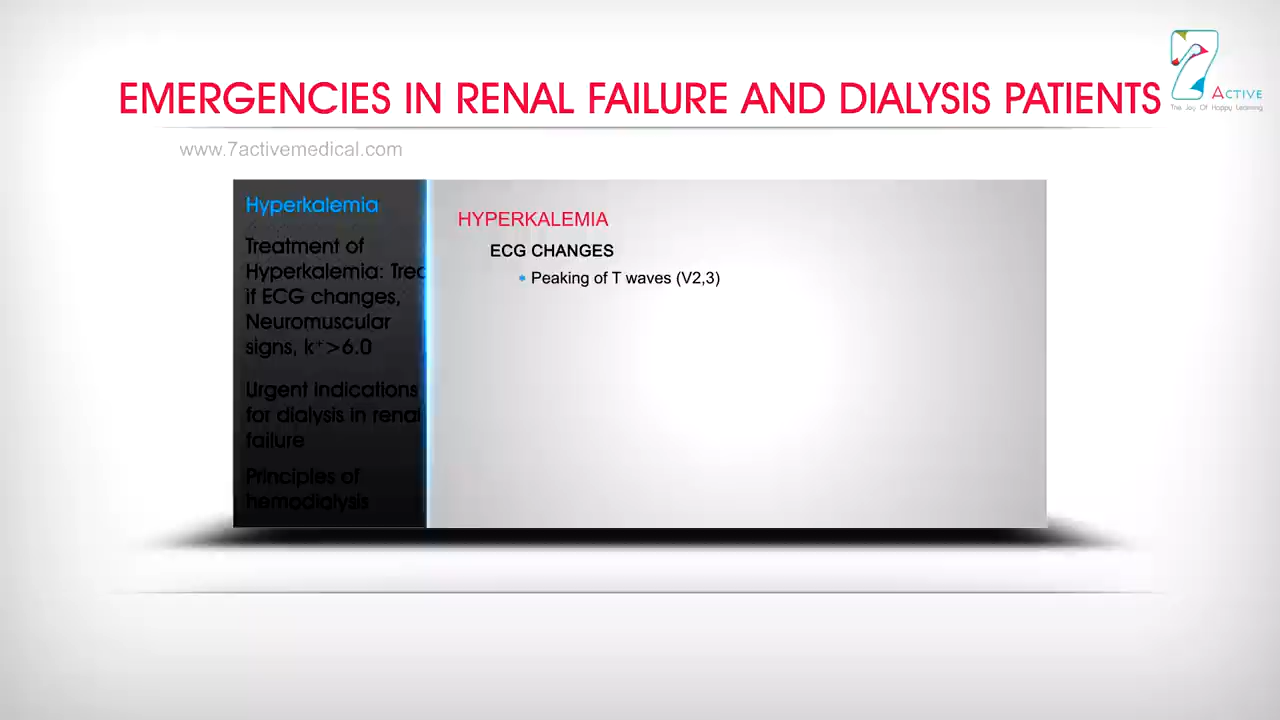 EMERGENCIES IN RENAL FAILURE AND DIALYSIS PATIENTS
7
ACTIVE
The Joy Of Happy Learning
www.7activemedical.com
Hyperkalemia
Treatment of
Hyperkalemia: Trea
if ECG changes,
Neuromuscular
signs, k⁺>6.0
Urgent indications
for dialysis in renal
failure
Principles of
hemodialysis
HYPERKALEMIA
ECG CHANGES
Peaking of T waves (V2,3)